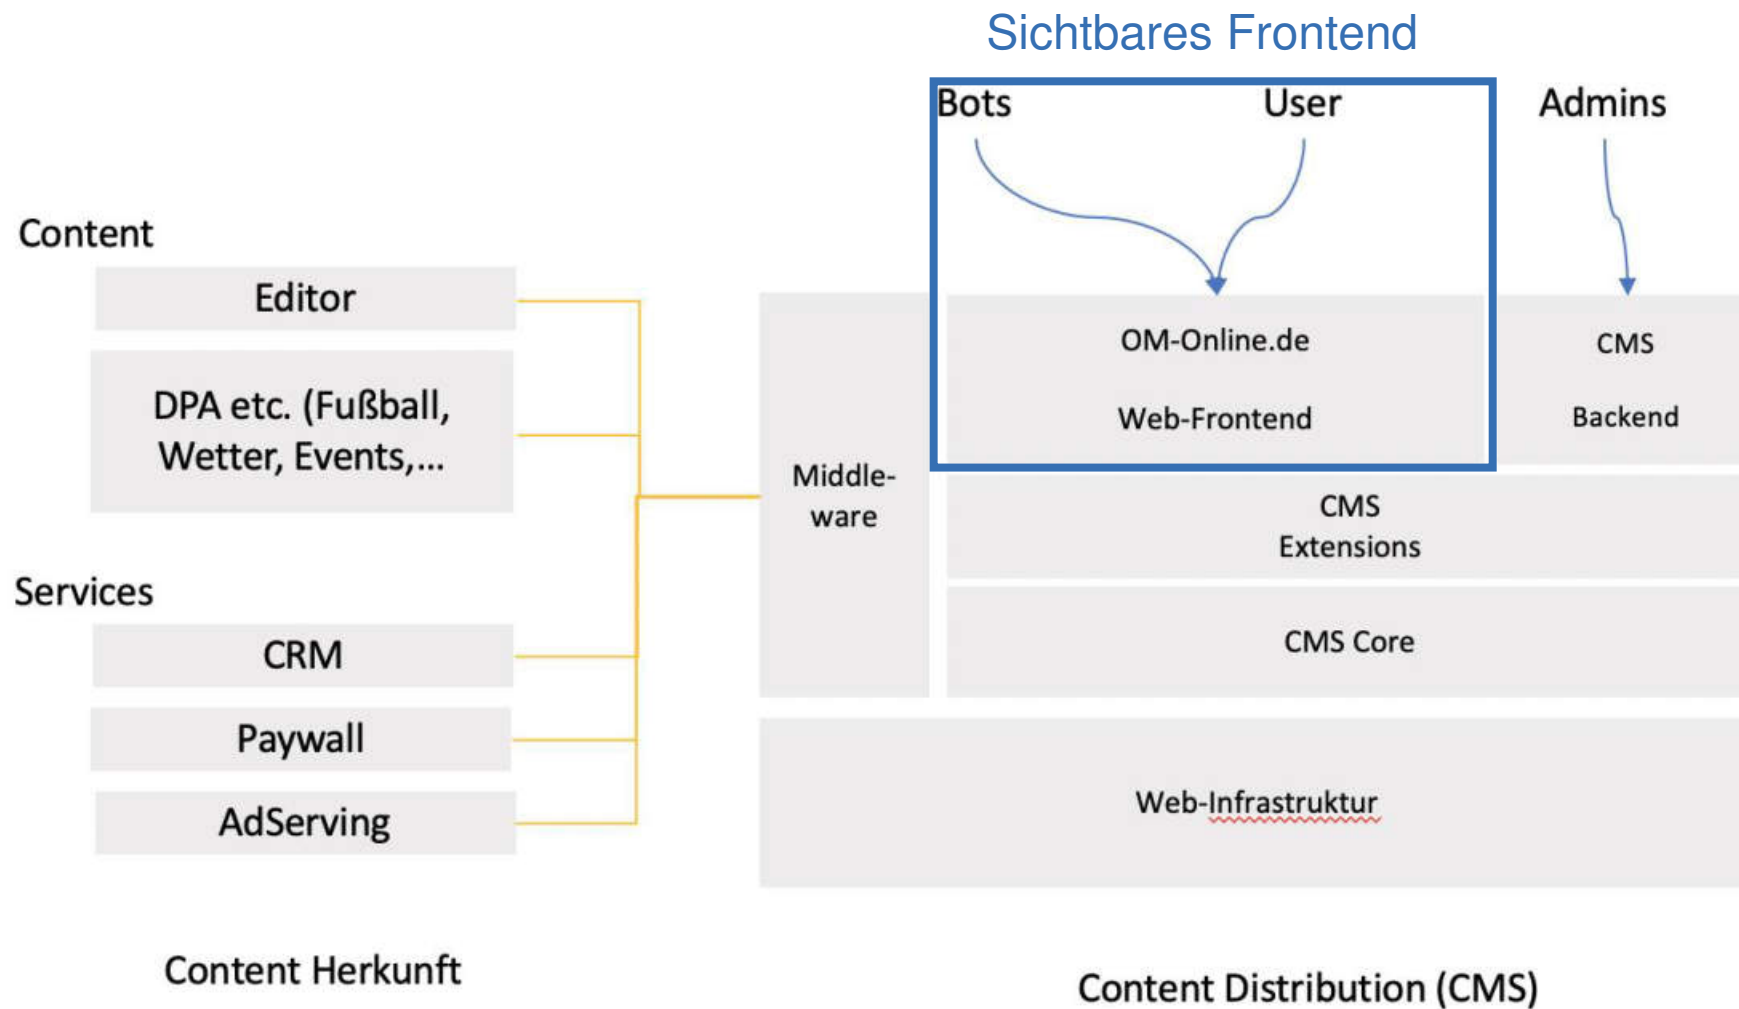 Sichtbares Frontend
Bots
User
Admins
Content
Editor
DPA etc. (Fußball,
Wetter, Events,...
Services
CRM
Paywall
AdServing
Content Herkunft
Middle-
ware
OM-Online.de
Web-Frontend
CMS
Backend
CMS
Extensions
CMS Core
Web-Infrastruktur
Content Distribution (CMS)